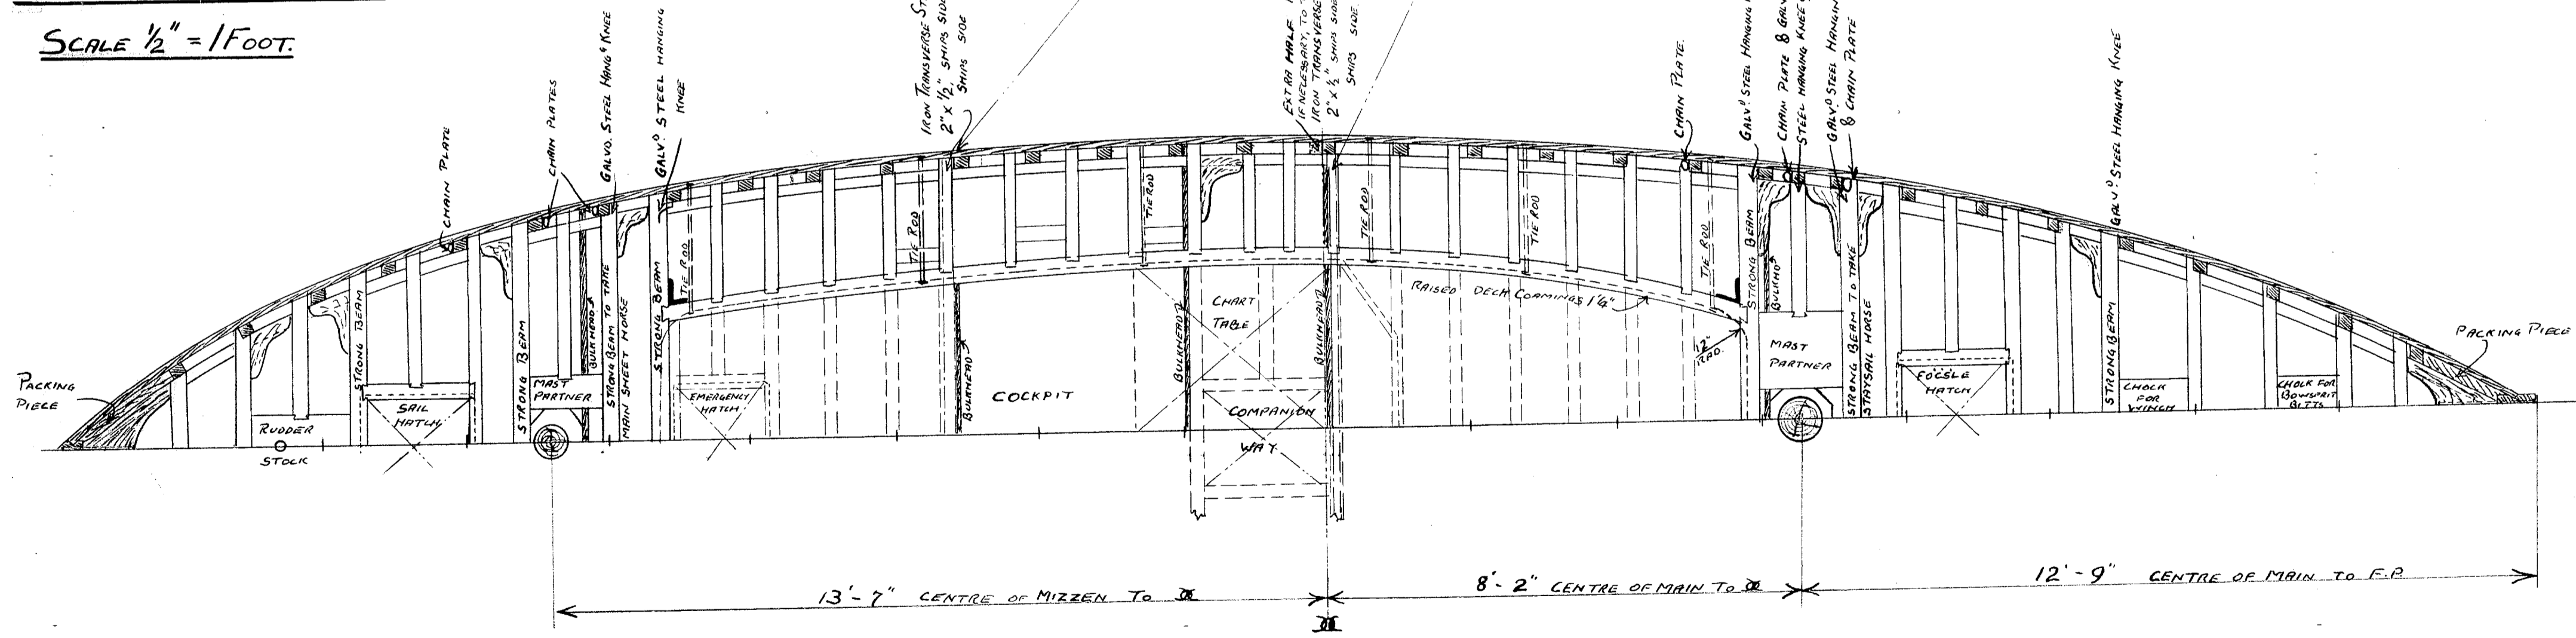 SCALE ½" = 1 FOOT.
CHAIN PLATE
CHAIN PLATES
GALVO. STEEL HANG G KNEE
GALVD STEEL HANGING
KNEE
IRON TRANSVERSE
2" x ½", SHIPS SIDE
SHIPS SIDE
EXTRA HALF
IF NECESSARY, TO
IRON TRANSVERSE
2" x ½" SHIPS SIDE
SHIPS SIDE.
CHAIN PLATE.
GALVD STEEL HANGING
CHAIN PLATE & GALV
STEEL HANGING KNEE
GALVD STEEL HANGING
& CHAIN PLATE
GALVD STEEL HANGING KNEE
TIE ROD
TIE ROD
TIE ROD
TIE ROD
TIE ROD
TIE ROD
PACKING
PIECE
RUDDER
STOCK
STRONG BEAM
SAIL
HATCH
STRONG BEAM
MAST
PARTNER
BULKHEAD
STRONG BEAM TO TAKE
MAIN SHEET HORSE
STRONG BEAM
EMERGENCY
HATCH
BULKHEAD
COCKPIT
BULKHEAD
CHART
TABLE
COMPANION
WAY
BULKHEAD
RAISED DECK COAMINGS 1¼"
12"
RAD.
STRONG BEAM
BULKHD
MAST
PARTNER
STRONG BEAM TO TAKE
STAYSAIL HORSE
FO'CSLE
HATCH
STRONG BEAM
CHOCK
FOR
WINCH
CHOCK FOR
BOWSPRIT
BITTS
PACKING PIECE
13'-7" CENTRE OF MIZZEN TO
8'-2" CENTRE OF MAIN TO
12'-9" CENTRE OF MAIN TO F.P.